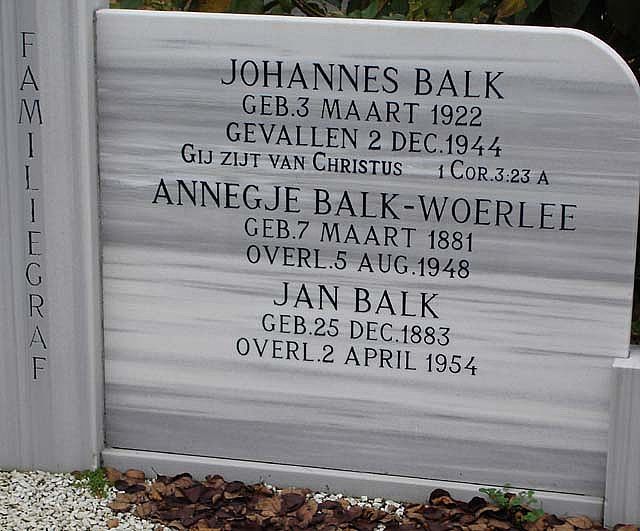 FAMILIEGRAF
JOHANNES BALK
GEB.3 MAART 1922
GEVALLEN 2 DEC.1944
GIJ ZIJT VAN CHRISTUS 1 COR.3:23 A
ANNEGJE BALK-WOERLEE
GEB.7 MAART 1881
OVERL.5 AUG.1948
JAN BALK
GEB.25 DEC.1883
OVERL.2 APRIL 1954